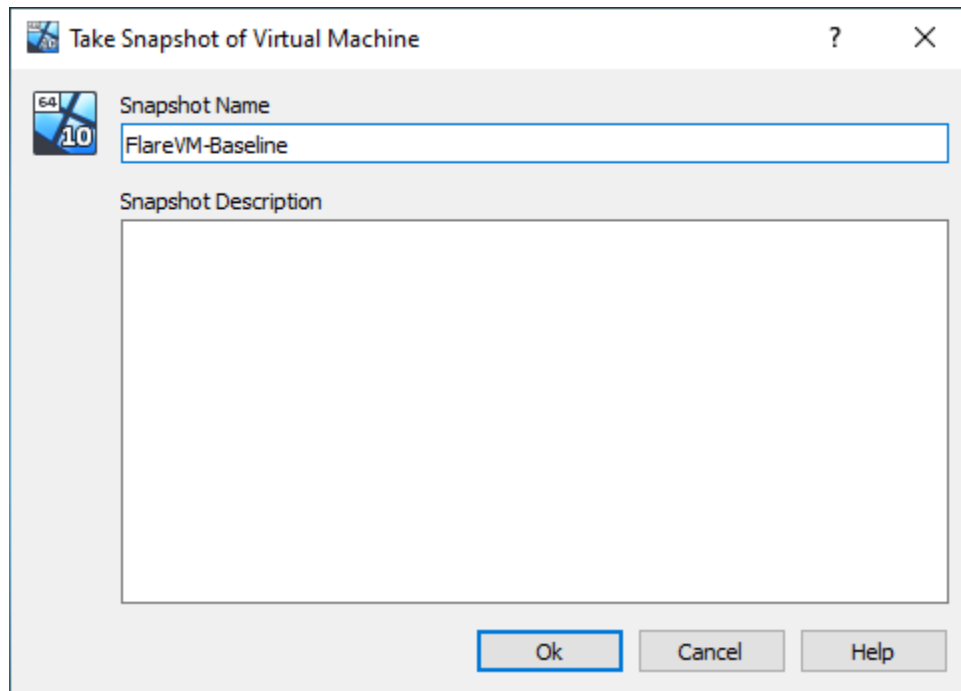 Take Snapshot of Virtual Machine
?
64
10
Snapshot Name
FlareVM-Baseline
Snapshot Description
Ok
Cancel
Help